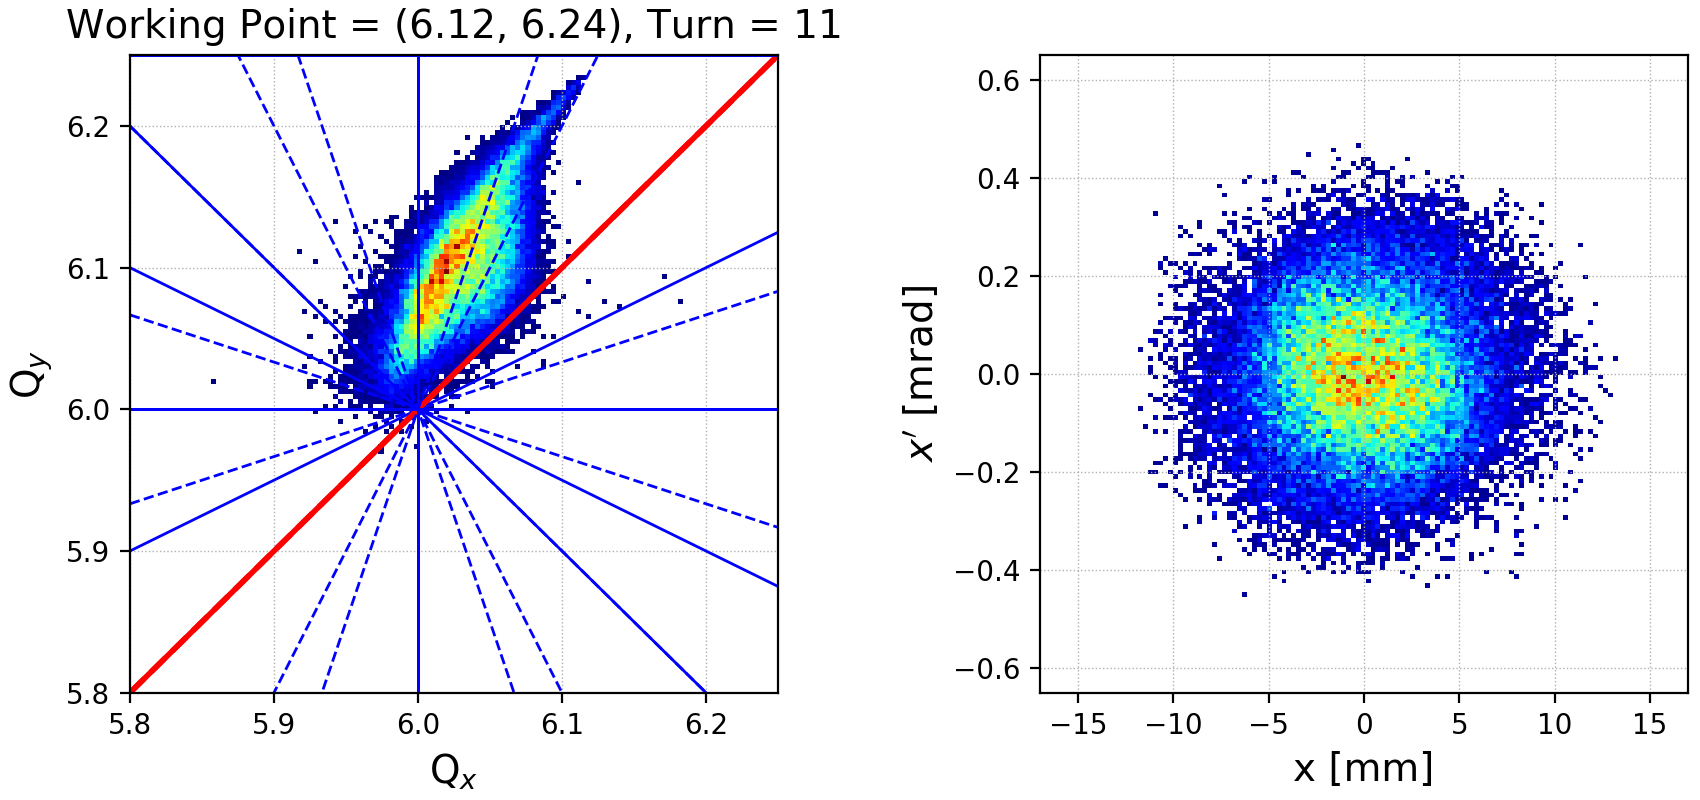 Working Point = (6.12, 6.24), Turn = 11
6.2
6.1
6.0
5.9
5.8
Q_y
5.8 5.9 6.0 6.1 6.2
Q_x
0.6
0.4
0.2
0.0
−0.2
−0.4
−0.6
x′ [mrad]
−15 −10 −5 0 5 10 15
x [mm]